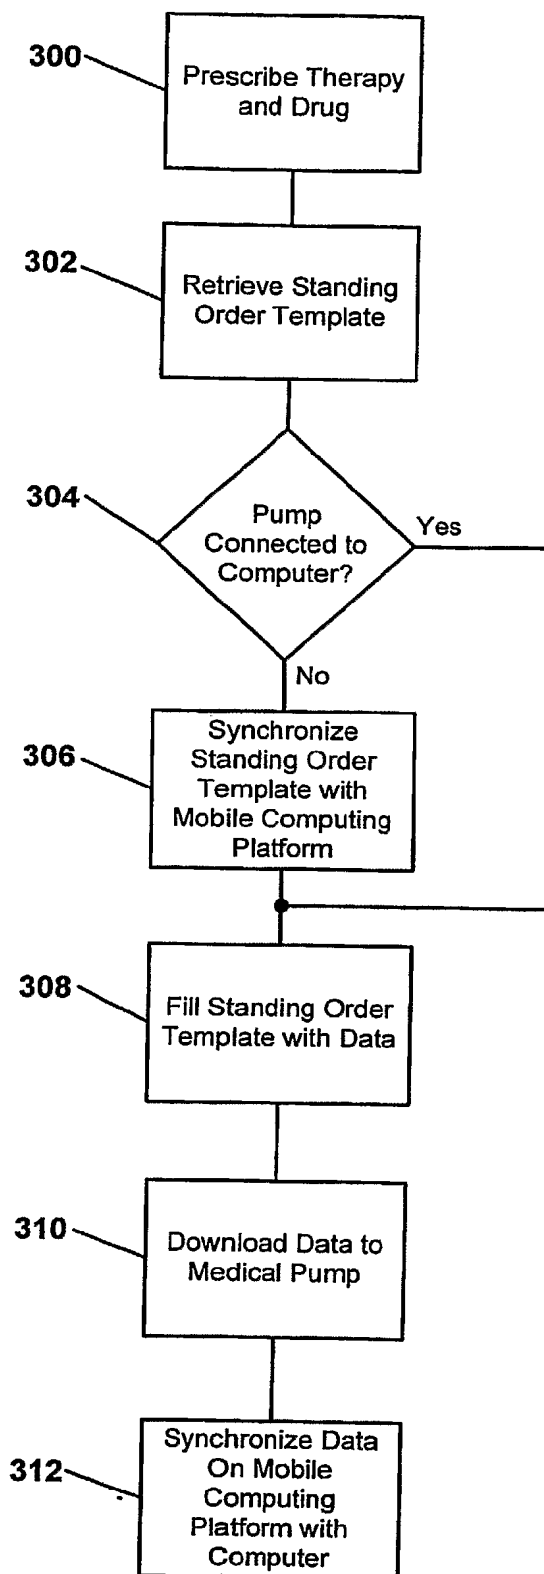 300
Prescribe Therapy
and Drug
302
Retrieve Standing
Order Template
304
Pump
Connected to
Computer?
Yes
No
306
Synchronize
Standing Order
Template with
Mobile Computing
Platform
308
Fill Standing Order
Template with Data
310
Download Data to
Medical Pump
312
Synchronize Data
On Mobile
Computing
Platform with
Computer